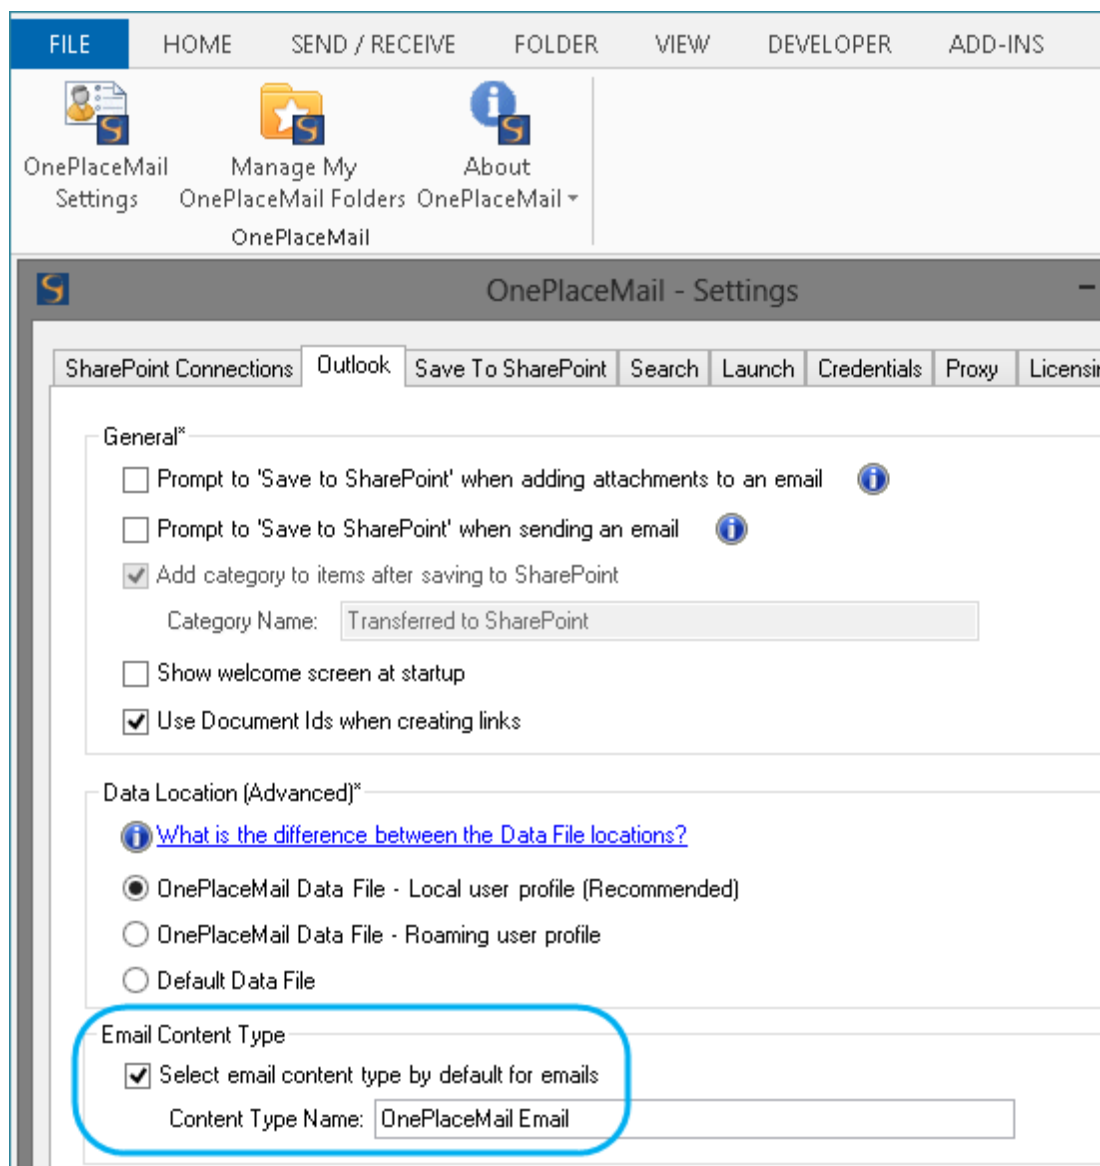 FILE HOME SEND / RECEIVE FOLDER VIEW DEVELOPER ADD-INS
OnePlaceMail Settings
Manage My OnePlaceMail Folders
About OnePlaceMail
OnePlaceMail
OnePlaceMail - Settings
SharePoint Connections Outlook Save To SharePoint Search Launch Credentials Proxy
General*
Prompt to 'Save to SharePoint' when adding attachments to an email
Prompt to 'Save to SharePoint' when sending an email
Add category to items after saving to SharePoint
Category Name: Transferred to SharePoint
Show welcome screen at startup
Use Document Ids when creating links
Data Location (Advanced)*
What is the difference between the Data File locations?
OnePlaceMail Data File - Local user profile (Recommended)
OnePlaceMail Data File - Roaming user profile
Default Data File
Email Content Type
Select email content type by default for emails
Content Type Name: OnePlaceMail Email